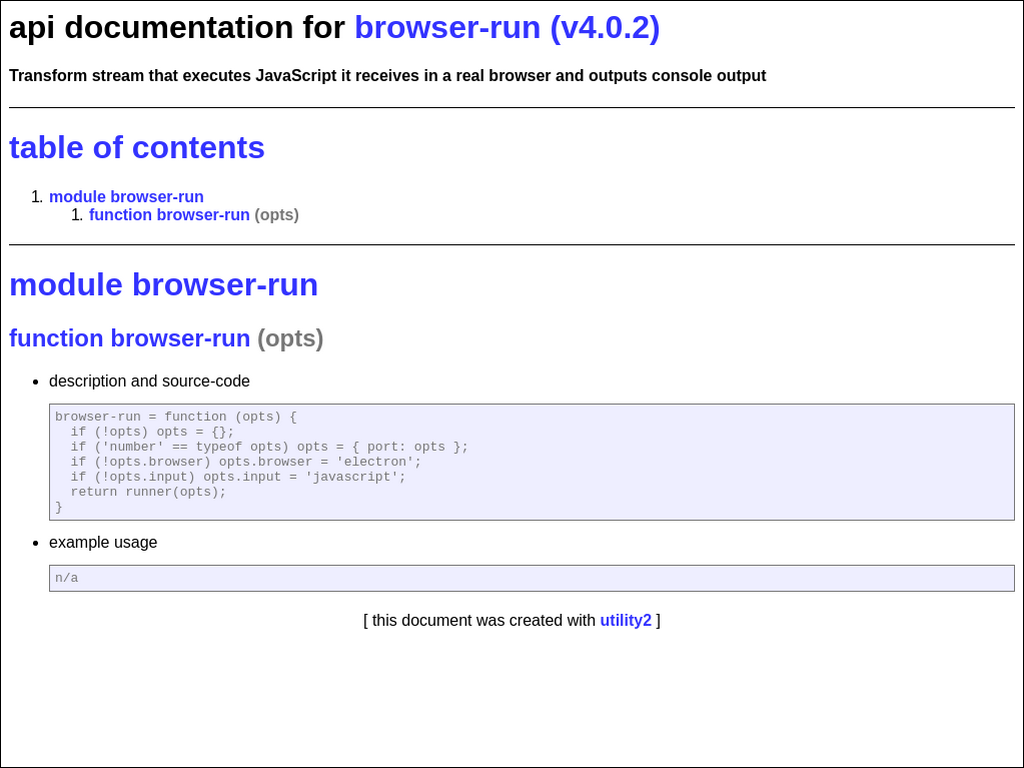 api documentation for browser-run (v4.0.2)
Transform stream that executes JavaScript it receives in a real browser and outputs console output
table of contents
1. module browser-run
1. function browser-run (opts)
module browser-run
function browser-run (opts)
• description and source-code
browser-run = function (opts) {
  if (!opts) opts = {};
  if ('number' == typeof opts) opts = { port: opts };
  if (!opts.browser) opts.browser = 'electron';
  if (!opts.input) opts.input = 'javascript';
  return runner(opts);
}
• example usage
n/a
[ this document was created with utility2 ]